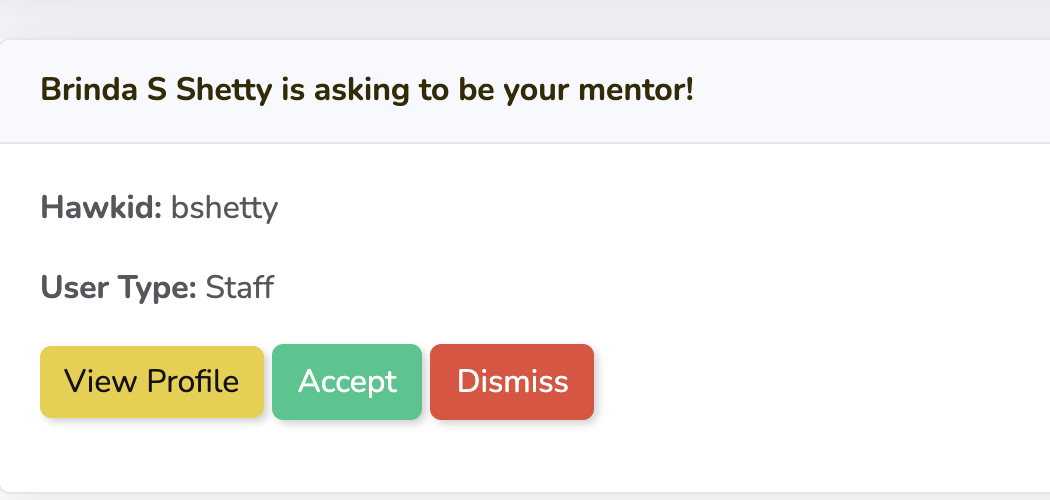 Brinda S Shetty is asking to be your mentor!
Hawkid: bshetty
User Type: Staff
View Profile Accept Dismiss